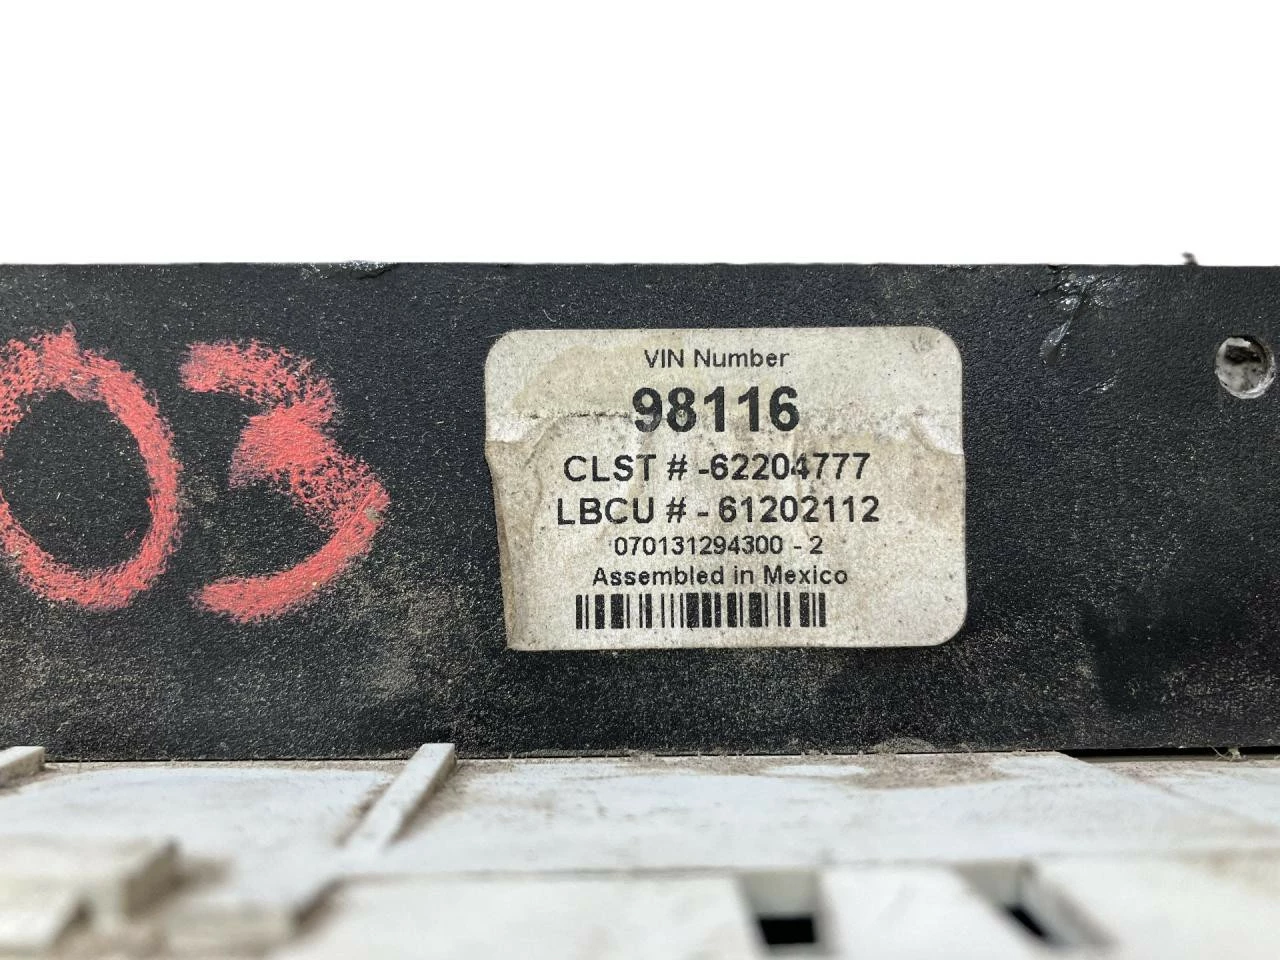 03
VIN Number
98116
CLST # -62204777
LBCU # - 61202112
070131294300 - 2
Assembled in Mexico